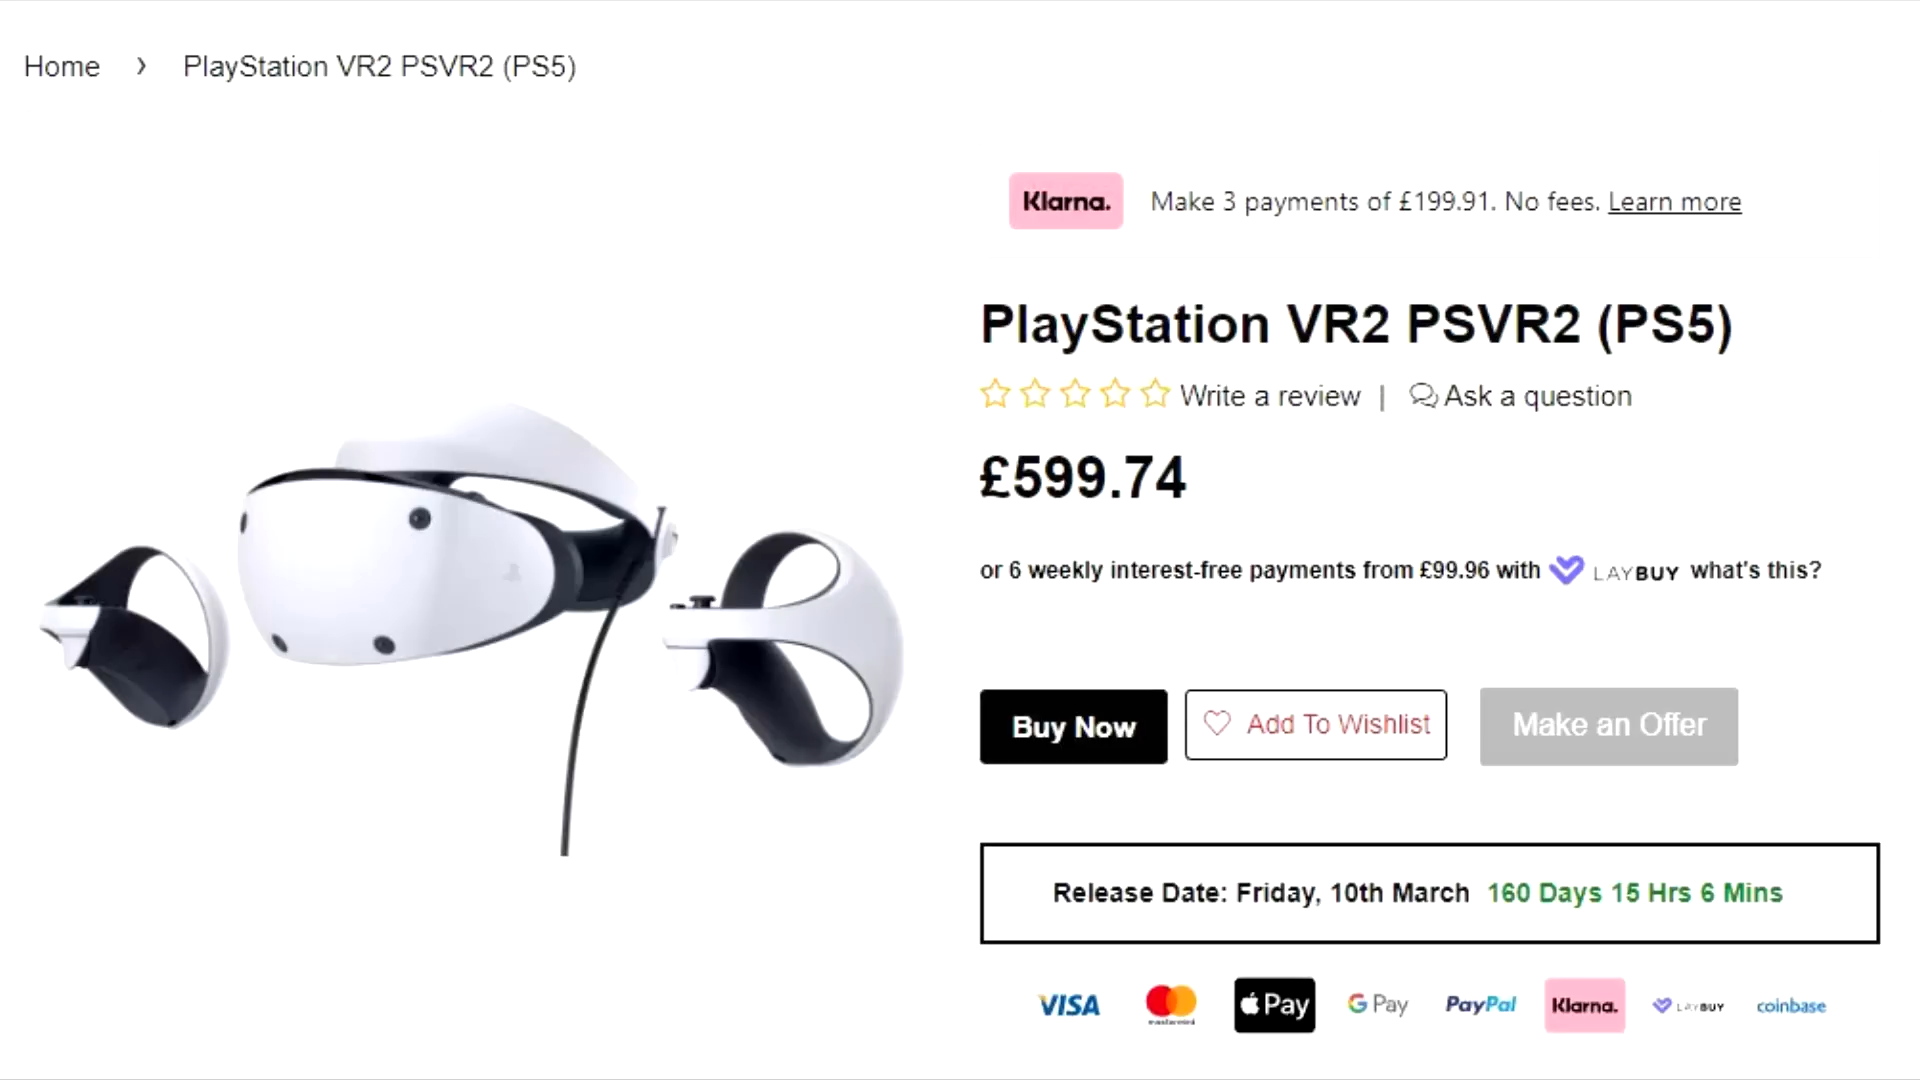 Home › PlayStation VR2 PSVR2 (PS5)
Klarna. Make 3 payments of £199.91. No fees. Learn more
PlayStation VR2 PSVR2 (PS5)
Write a review | Ask a question
£599.74
or 6 weekly interest-free payments from £99.96 with LAYBUY what's this?
Buy Now Add To Wishlist Make an Offer
Release Date: Friday, 10th March 160 Days 15 Hrs 6 Mins
VISA mastercard Pay G Pay PayPal Klarna. LAYBUY coinbase